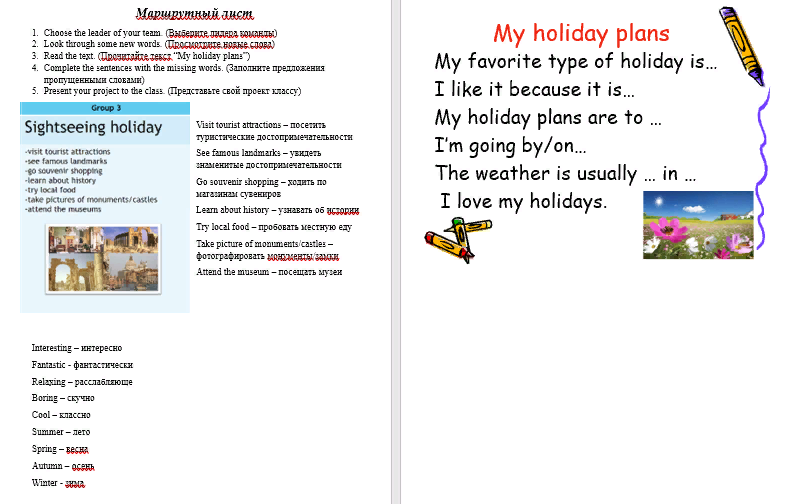 Маршрутный лист
1. Choose the leader of your team. (Выберите лидера команды)
2. Look through some new words. (Просмотрите новые слова)
3. Read the text. (Прочитайте текст "My holiday plans")
4. Complete the sentences with the missing words. (Заполните предложения
пропущенными словами)
5. Present your project to the class. (Представьте свой проект классу)
Group 3
Sightseeing holiday
-visit tourist attractions
-see famous landmarks
-go souvenir shopping
-learn about history
-try local food
-take pictures of monuments/castles
-attend the museums
Visit tourist attractions – посетить
туристические достопримечательности
See famous landmarks – увидеть
знаменитые достопримечательности
Go souvenir shopping – ходить по
магазинам сувениров
Learn about history – узнавать об истории
Try local food – пробовать местную еду
Take picture of monuments/castles –
фотографировать монументы/замки
Attend the museum – посещать музеи
Interesting – интересно
Fantastic - фантастически
Relaxing – расслабляюще
Boring – скучно
Cool – классно
Summer – лето
Spring – весна
Autumn – осень
Winter - зима
My holiday plans
My favorite type of holiday is...
I like it because it is...
My holiday plans are to ...
I'm going by/on...
The weather is usually ... in ...
I love my holidays.